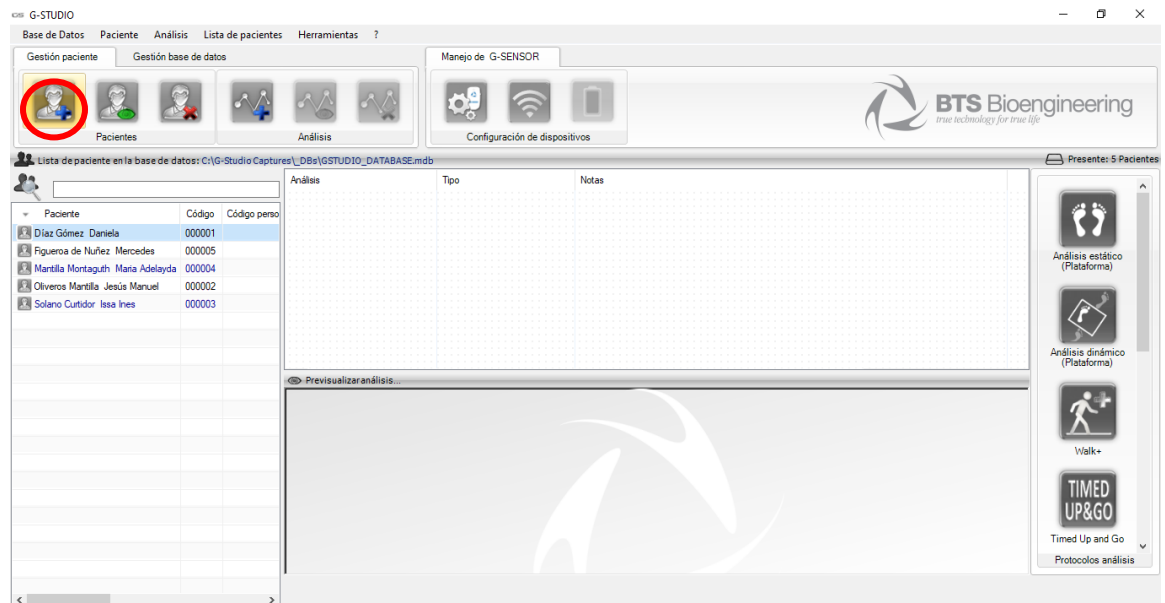 G-STUDIO
Base de Datos Paciente Análisis Lista de pacientes Herramientas ?
Gestión paciente Gestión base de datos Manejo de G-SENSOR
Pacientes Análisis Configuración de dispositivos
BTS Bioengineering
true technology for true life
Lista de paciente en la base de datos: C:\G-Studio Captures\_DBs\GSTUDIO_DATABASE.mdb Presente: 5 Pacientes
Análisis Tipo Notas
Paciente Código Código perso
Díaz Gómez Daniela 000001
Figueroa de Nuñez Mercedes 000005
Mantilla Montaguth Maria Adelayda 000004
Oliveros Mantilla Jesús Manuel 000002
Solano Curtidor Issa Ines 000003
Previsualizar análisis...
Análisis estático
(Plataforma)
Análisis dinámico
(Plataforma)
Walk+
TIMED
UP&GO
Timed Up and Go
Protocolos análisis